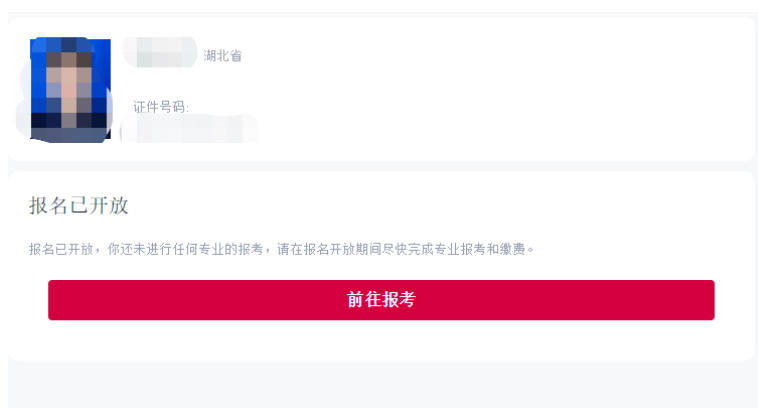 湖北省
证件号码:
报名已开放
报名已开放，你还未进行任何专业的报考，请在报名开放期间尽快完成专业报考和缴费。
前往报考